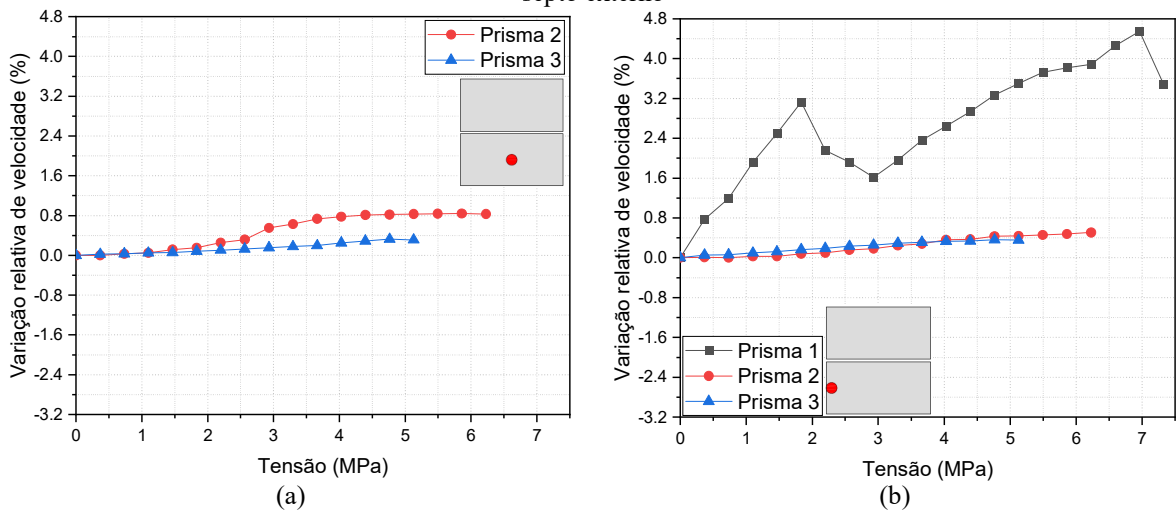 septo externo
4.8
4.0
3.2
2.4
1.6
0.8
0.0
-0.8
-1.6
-2.4
-3.2
Variação relativa de velocidade (%)
Prisma 2
Prisma 3
0 1 2 3 4 5 6 7
Tensão (MPa)
(a)
4.8
4.0
3.2
2.4
1.6
0.8
0.0
-0.8
-1.6
-2.4
-3.2
Variação relativa de velocidade (%)
Prisma 1
Prisma 2
Prisma 3
0 1 2 3 4 5 6 7
Tensão (MPa)
(b)